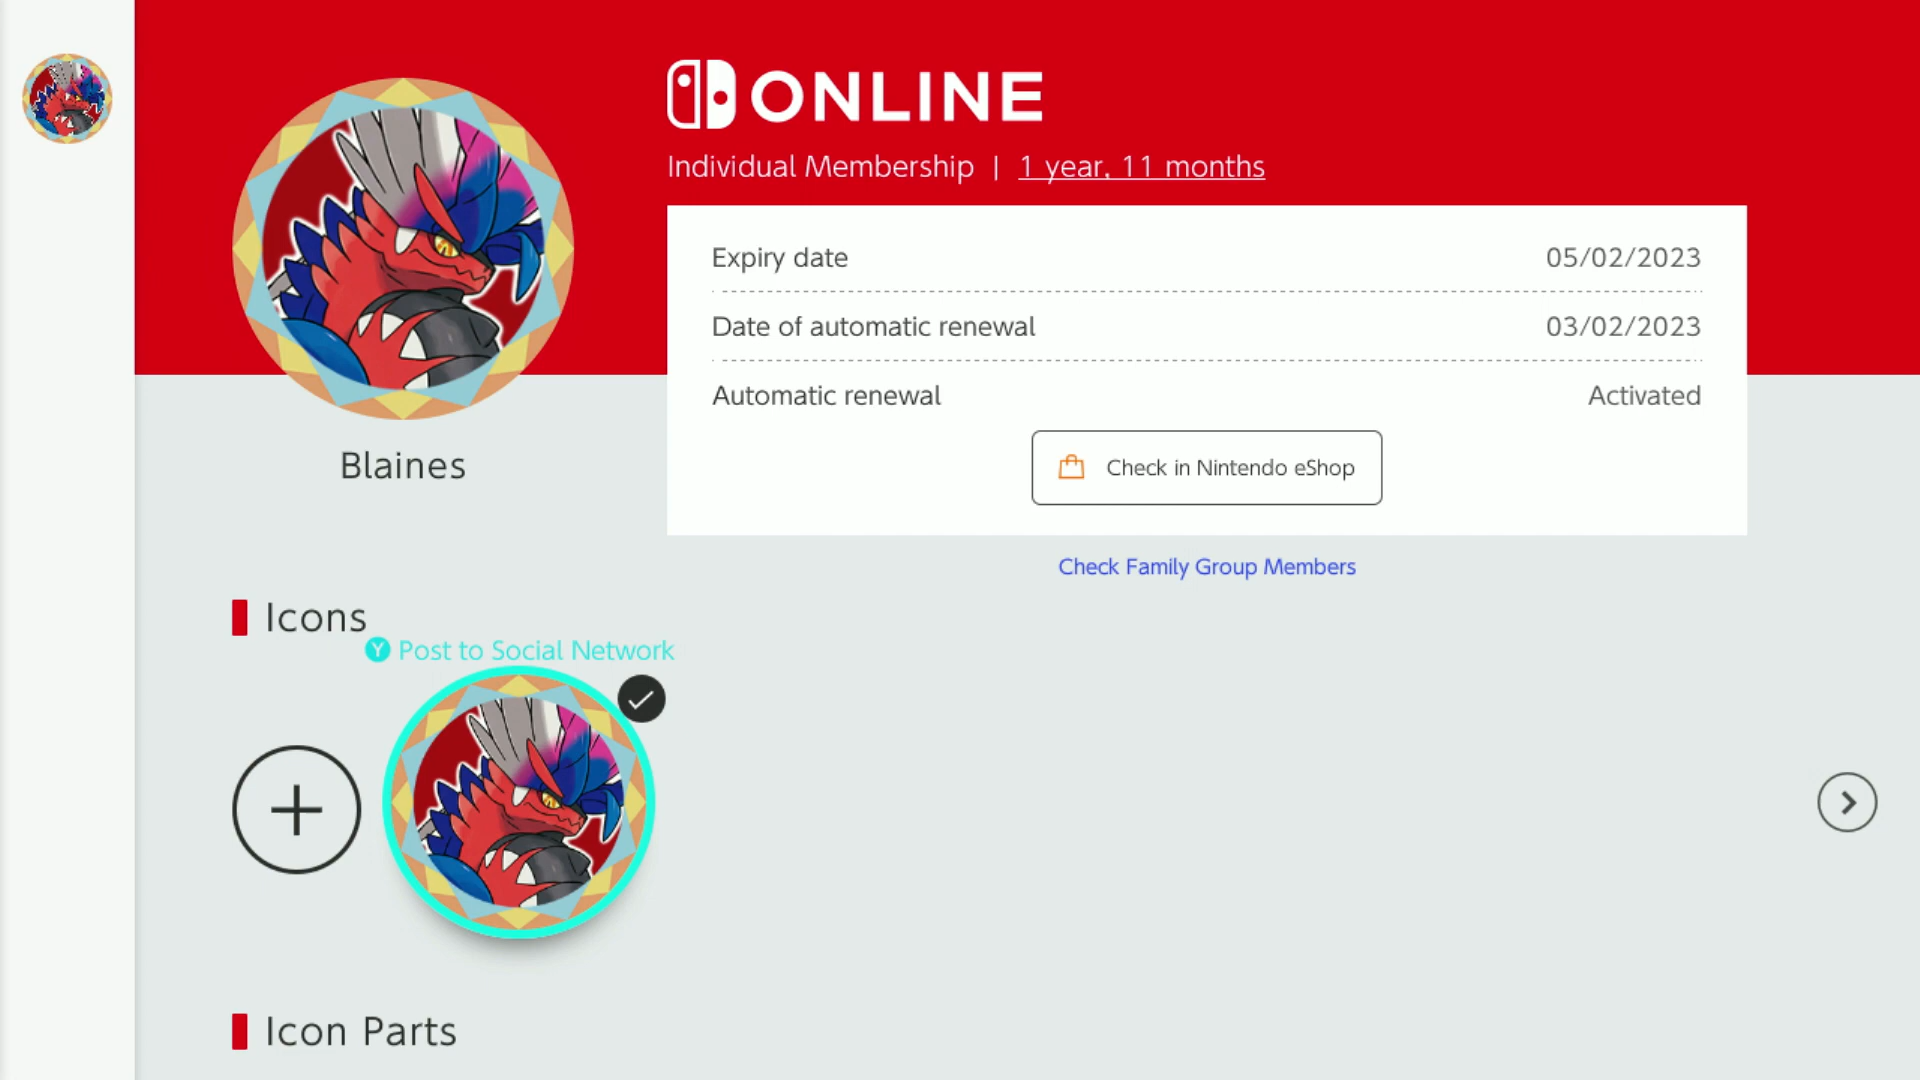 ONLINE
Individual Membership | 1 year, 11 months
Expiry date 05/02/2023
Date of automatic renewal 03/02/2023
Automatic renewal Activated
Check in Nintendo eShop
Check Family Group Members
Blaines
Icons
Y Post to Social Network
Icon Parts